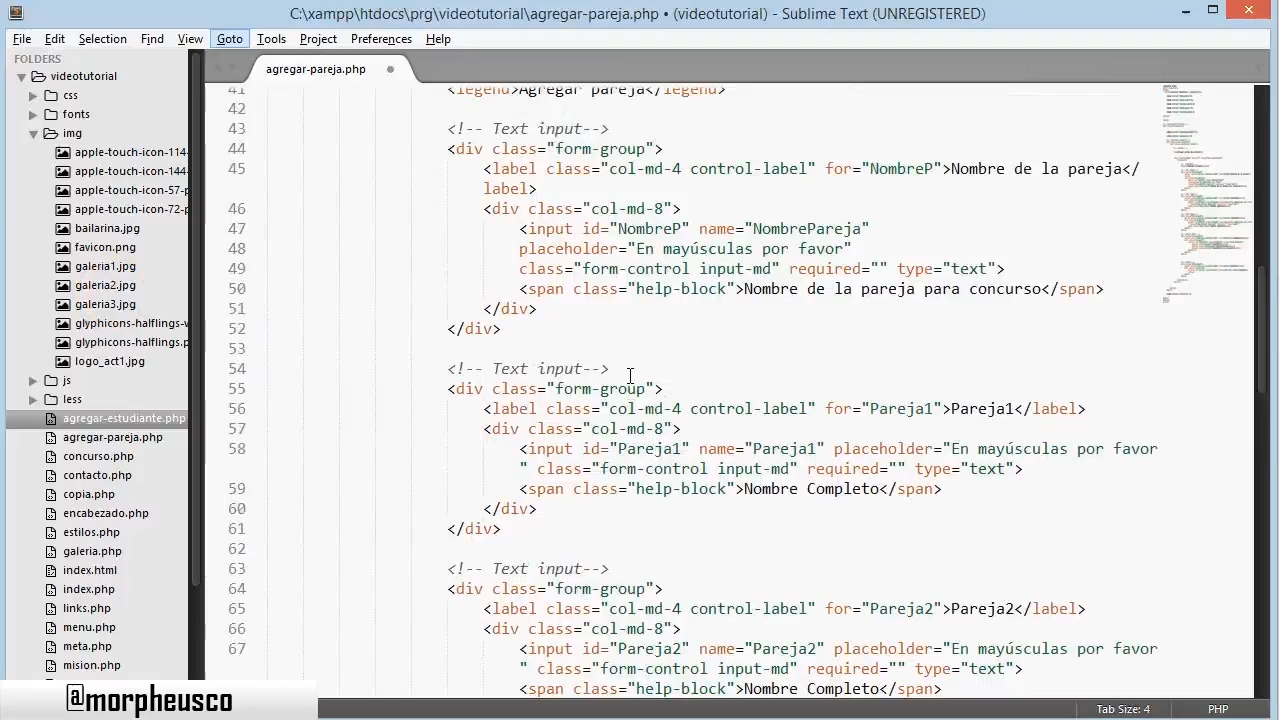 C:\xampp\htdocs\prg\videotutorial\agregar-pareja.php • (videotutorial) - Sublime Text (UNREGISTERED)
File Edit Selection Find View Goto Tools Project Preferences Help
FOLDERS
videotutorial
css
fonts
img
apple-touch-icon-114-
apple-touch-icon-144-
apple-touch-icon-57-p
apple-touch-icon-72-p
asparini.jpg
favicon.png
galeria1.jpg
galeria2.jpg
galeria3.jpg
glyphicons-halflings-w
glyphicons-halflings.p
logo_act1.jpg
js
less
agregar-estudiante.php
agregar-pareja.php
concurso.php
contacto.php
copia.php
encabezado.php
estilos.php
galeria.php
index.html
index.php
links.php
menu.php
meta.php
mision.php
@morpheusco
agregar-pareja.php
41 <legend>Agregar pareja</legend>
42
43 <!-- Text input-->
44 <div class="form-group">
45 <label class="col-md-4 control-label" for="NombreP">Nombre de la pareja</
label>
46 <div class="col-md-8">
47 <input id="NombreP" name="NombrePareja"
48 placeholder="En mayúsculas por favor"
49 class="form-control input-md" required="" type="text">
50 <span class="help-block">Nombre de la pareja para concurso</span>
51 </div>
52 </div>
53
54 <!-- Text input-->
55 <div class="form-group">
56 <label class="col-md-4 control-label" for="Pareja1">Pareja1</label>
57 <div class="col-md-8">
58 <input id="Pareja1" name="Pareja1" placeholder="En mayúsculas por favor
" class="form-control input-md" required="" type="text">
59 <span class="help-block">Nombre Completo</span>
60 </div>
61 </div>
62
63 <!-- Text input-->
64 <div class="form-group">
65 <label class="col-md-4 control-label" for="Pareja2">Pareja2</label>
66 <div class="col-md-8">
67 <input id="Pareja2" name="Pareja2" placeholder="En mayúsculas por favor
" class="form-control input-md" required="" type="text">
<span class="help-block">Nombre Completo</span>
Tab Size: 4 PHP